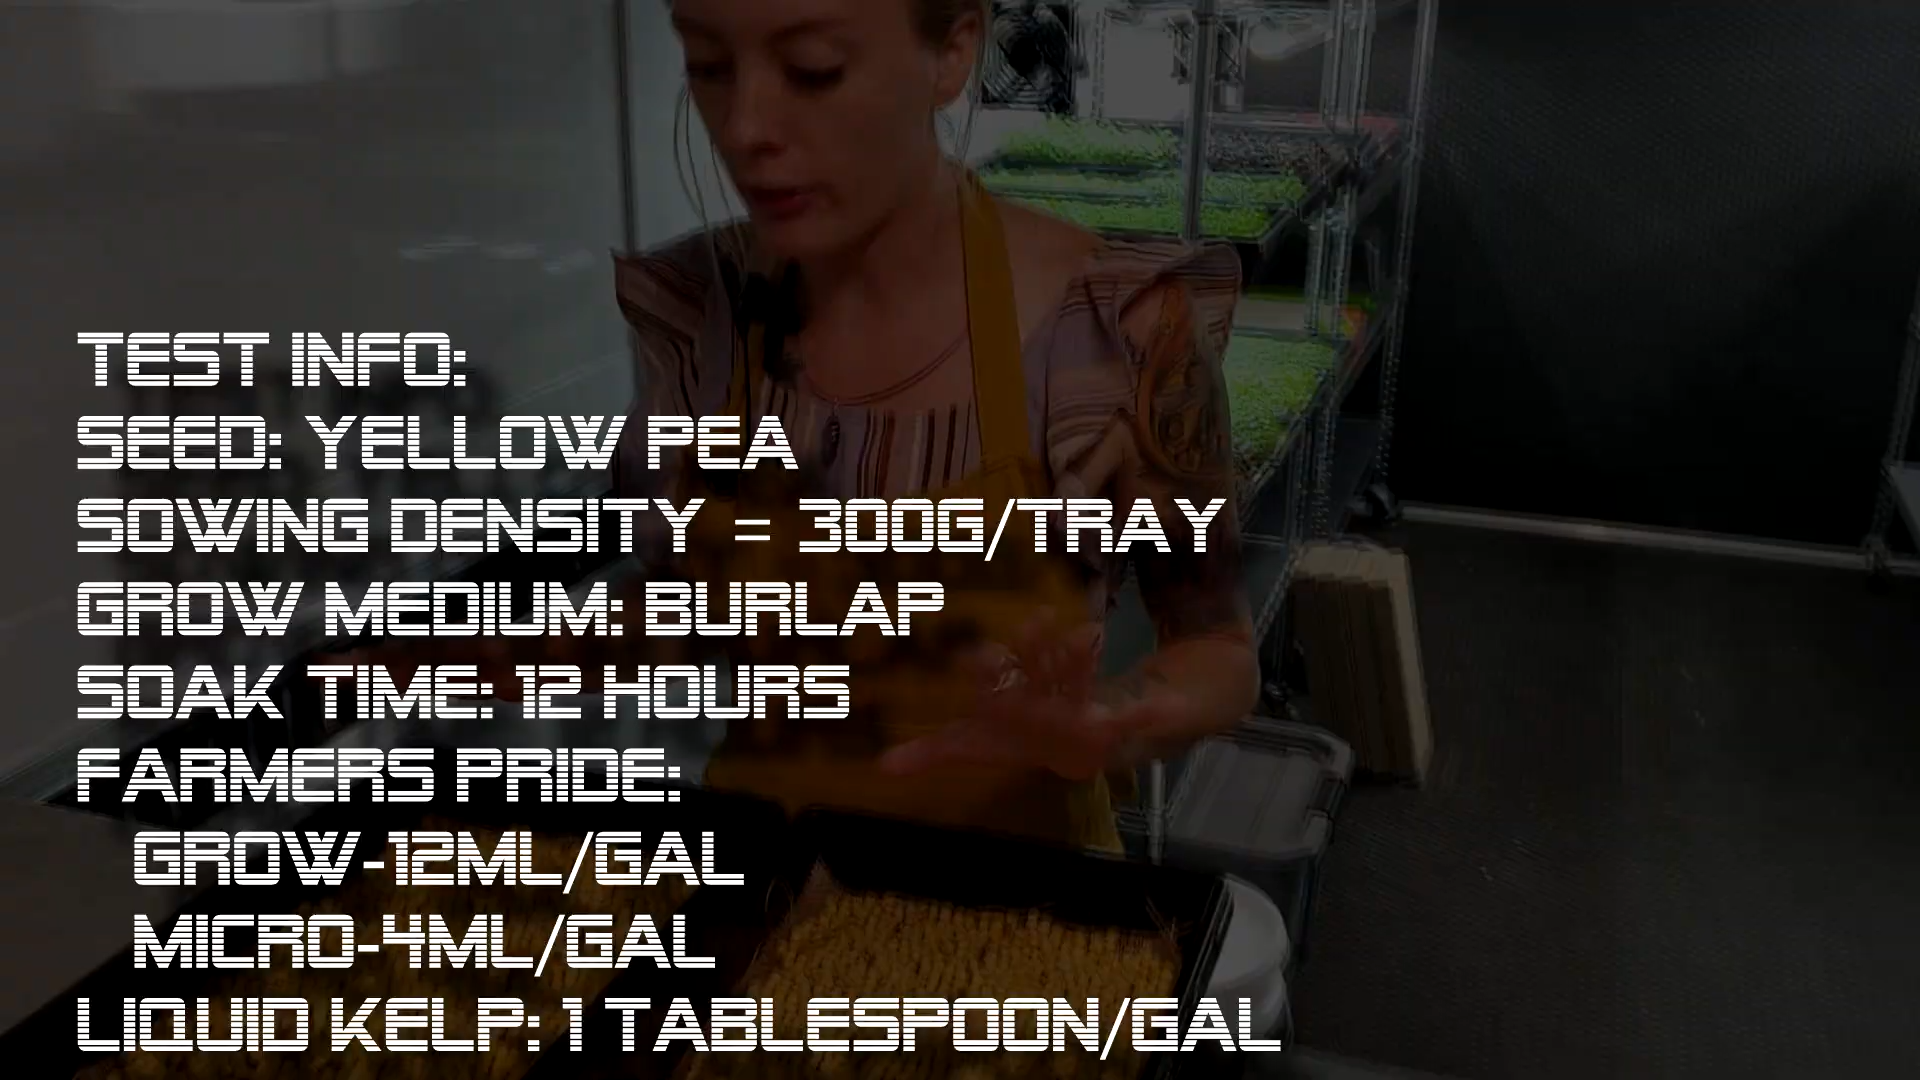 TEST INFO:
SEED: YELLOW PEA
SOWING DENSITY = 300G/TRAY
GROW MEDIUM: BURLAP
SOAK TIME: 12 HOURS
FARMERS PRIDE:
GROW-12ML/GAL
MICRO-4ML/GAL
LIQUID KELP: 1 TABLESPOON/GAL